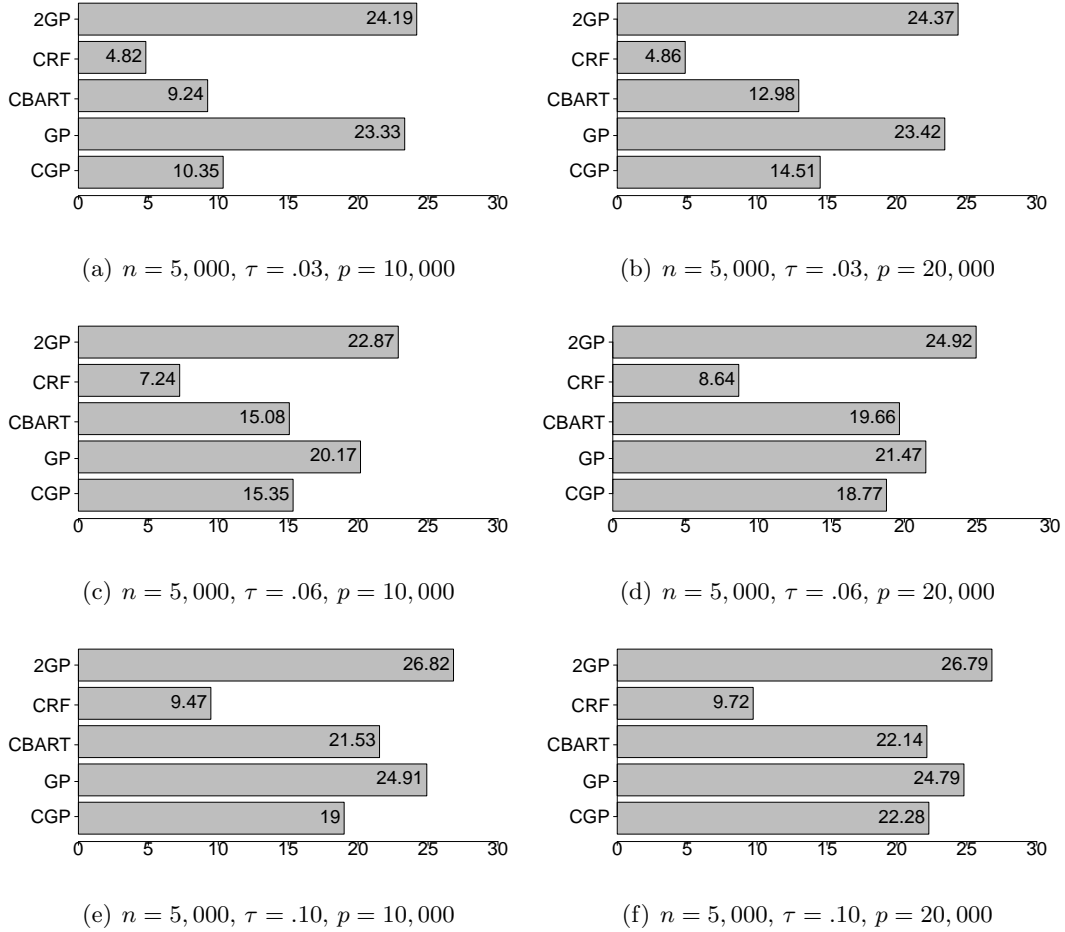 2GP 24.19
CRF 4.82
CBART 9.24
GP 23.33
CGP 10.35
0 5 10 15 20 25 30
(a) n = 5, 000, τ = .03, p = 10, 000
2GP 24.37
CRF 4.86
CBART 12.98
GP 23.42
CGP 14.51
0 5 10 15 20 25 30
(b) n = 5, 000, τ = .03, p = 20, 000
2GP 22.87
CRF 7.24
CBART 15.08
GP 20.17
CGP 15.35
0 5 10 15 20 25 30
(c) n = 5, 000, τ = .06, p = 10, 000
2GP 24.92
CRF 8.64
CBART 19.66
GP 21.47
CGP 18.77
0 5 10 15 20 25 30
(d) n = 5, 000, τ = .06, p = 20, 000
2GP 26.82
CRF 9.47
CBART 21.53
GP 24.91
CGP 19
0 5 10 15 20 25 30
(e) n = 5, 000, τ = .10, p = 10, 000
2GP 26.79
CRF 9.72
CBART 22.14
GP 24.79
CGP 22.28
0 5 10 15 20 25 30
(f) n = 5, 000, τ = .10, p = 20, 000